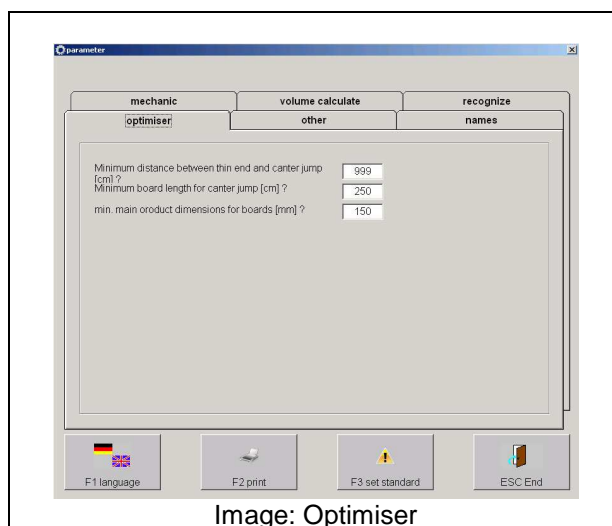 parameter
mechanic volume calculate recognize
optimiser other names
Minimum distance between thin end and canter jump [cm] ? 999
Minimum board length for canter jump [cm] ? 250
min. main oroduct dimensions for boards [mm] ? 150
F1 language F2 print F3 set standard ESC End
Image: Optimiser